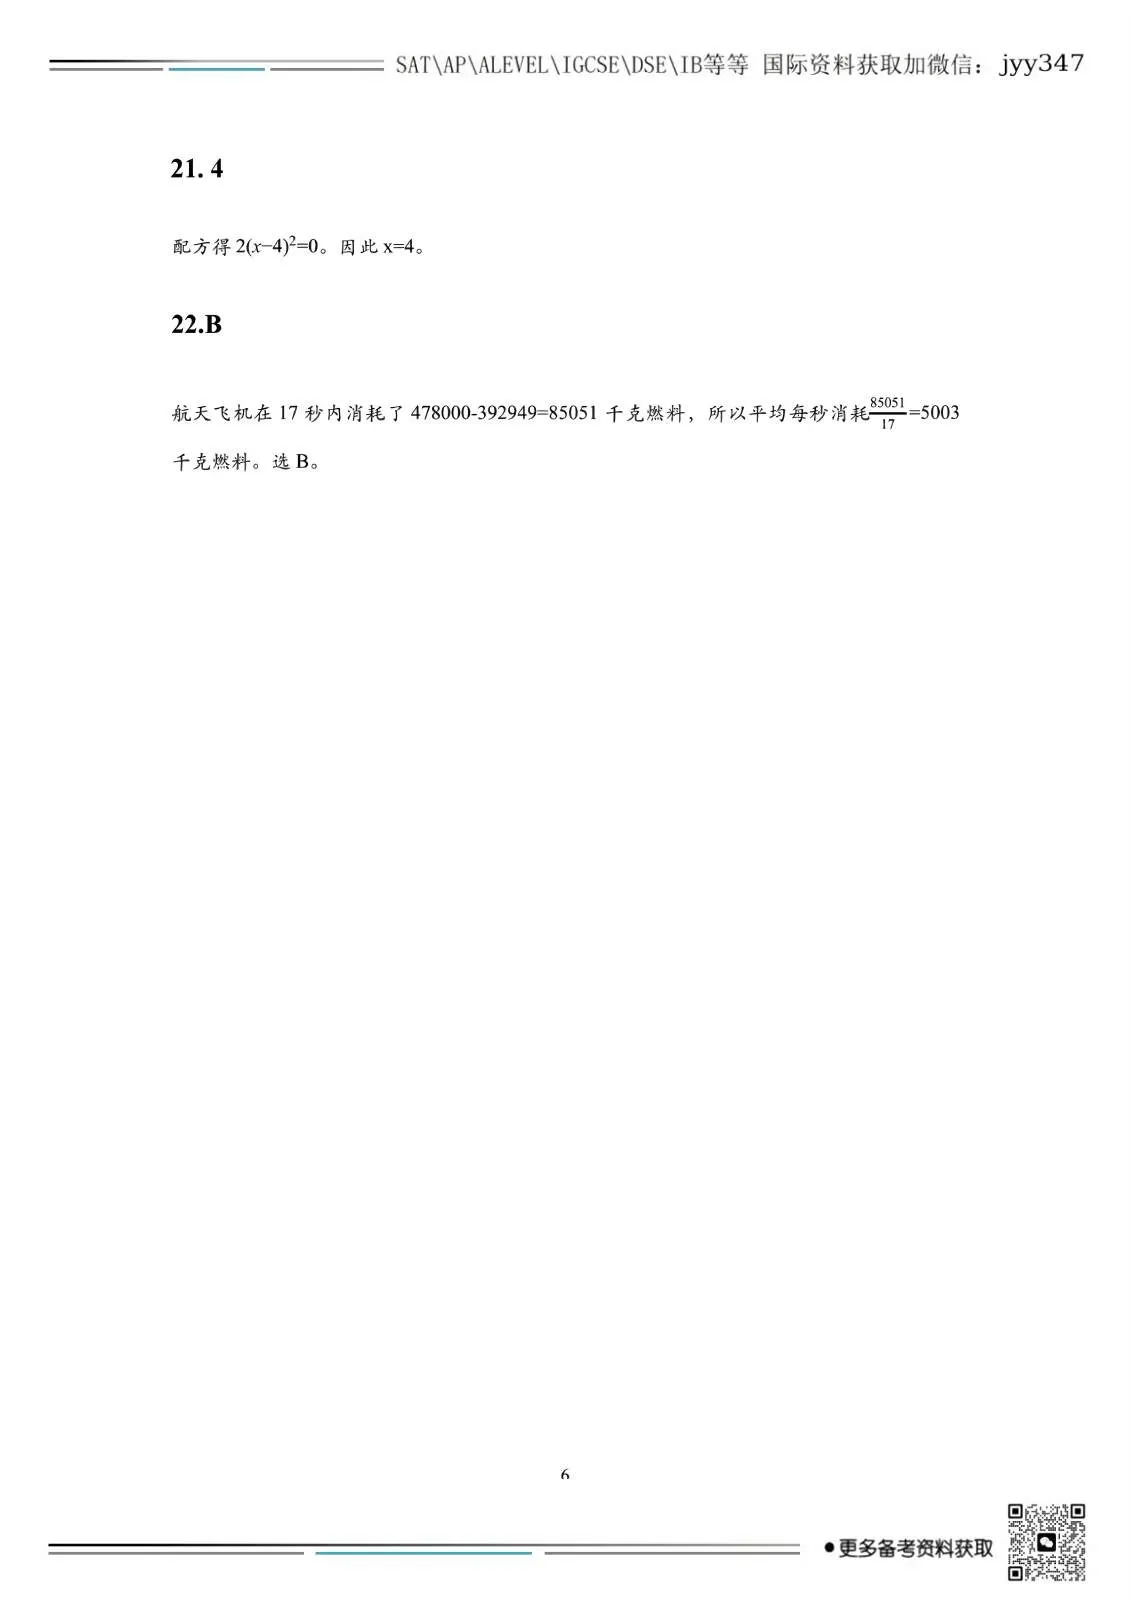 SAT\AP\ALEVEL\IGCSE\DSE\IB等等 国际资料获取加微信：jyy347
21. 4
配方得 2(x−4)²=0。因此 x=4。
22.B
航天飞机在 17 秒内消耗了 478000-392949=85051 千克燃料，所以平均每秒消耗85051/17=5003
千克燃料。选 B。
6
●更多备考资料获取